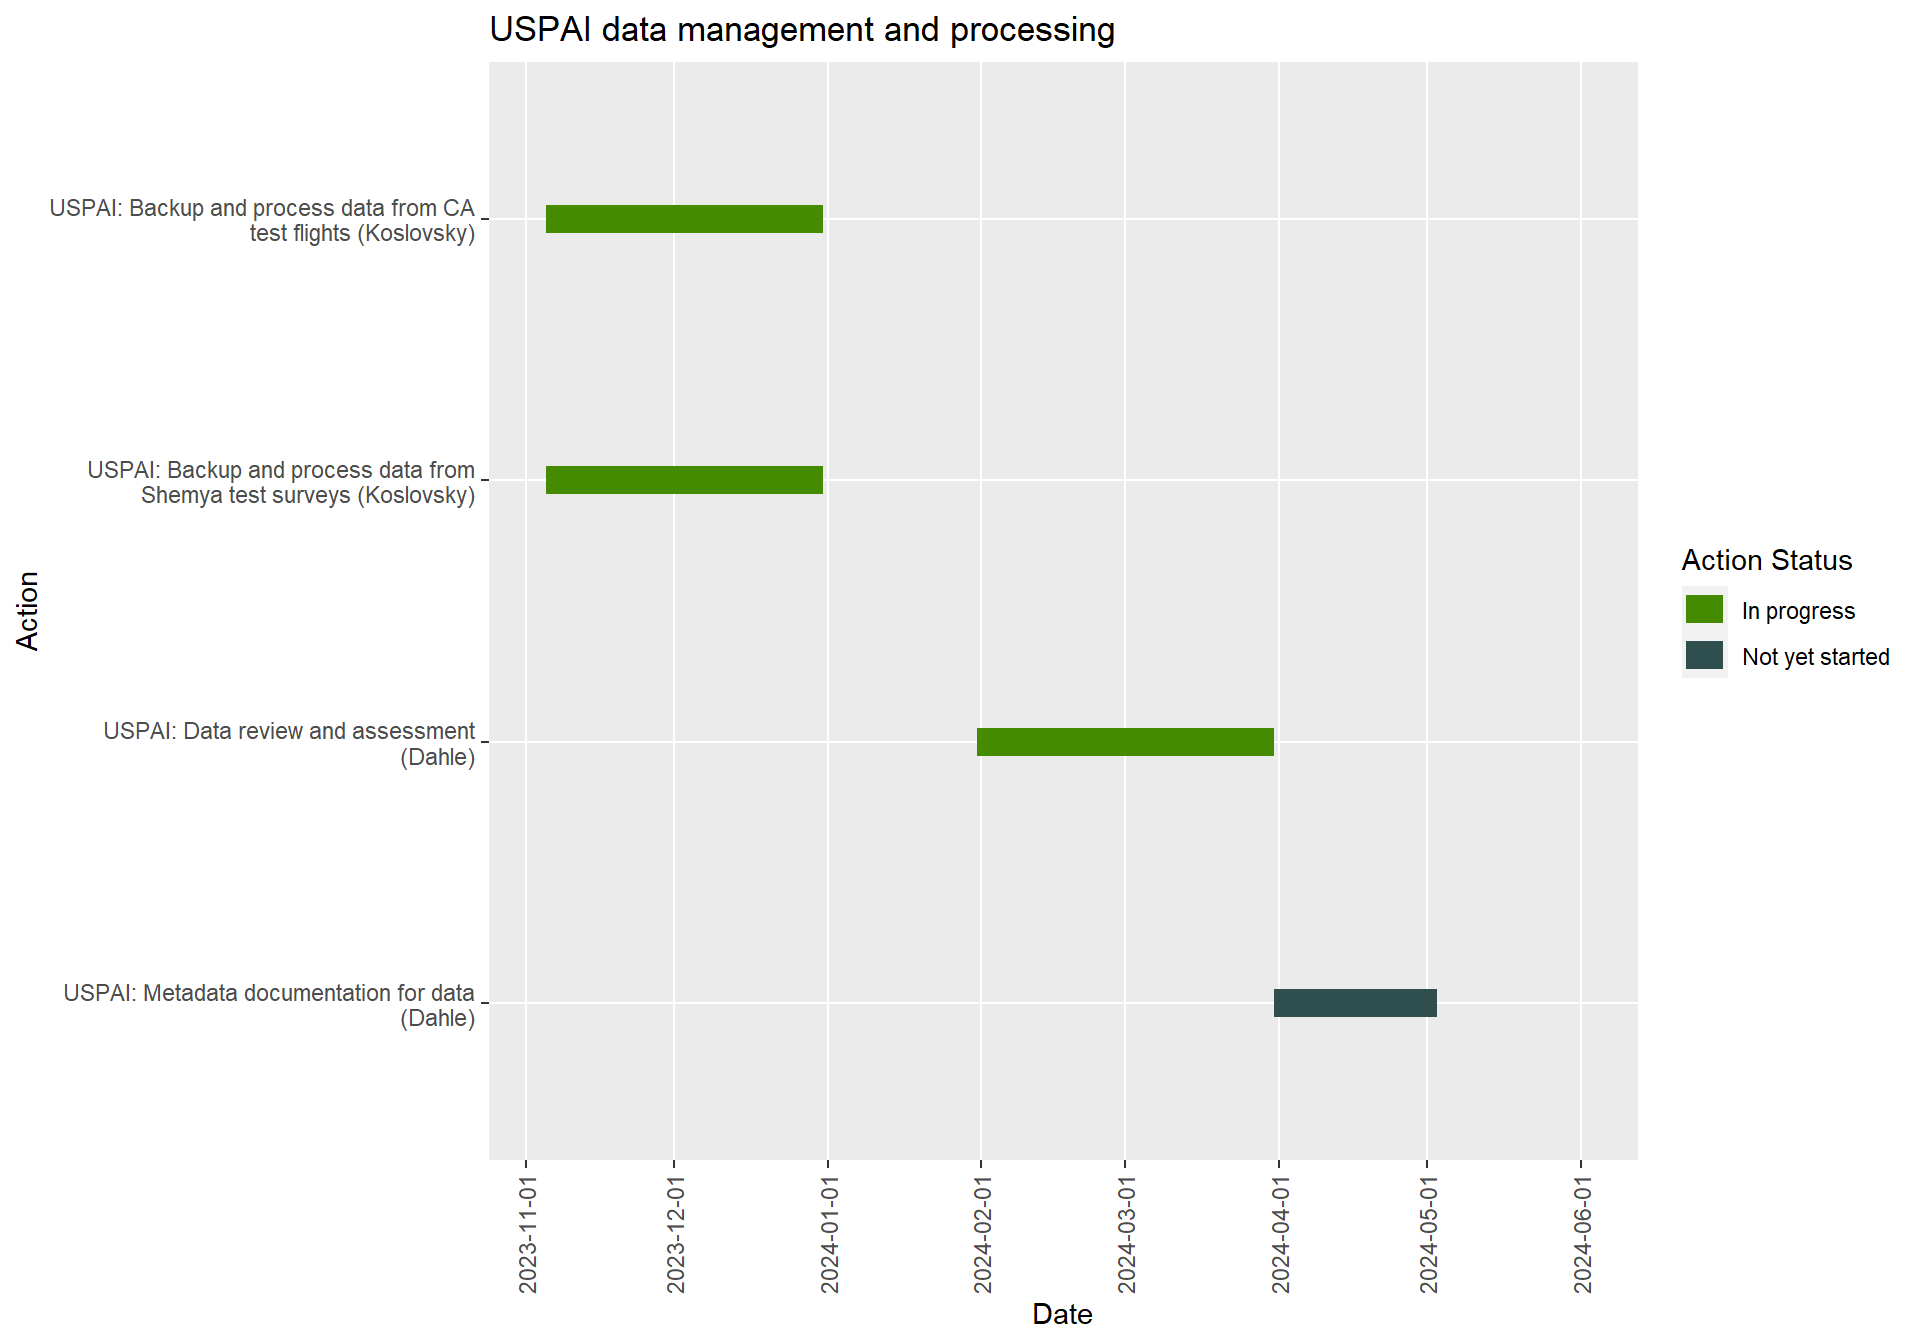 USPAI data management and processing
USPAI: Backup and process data from CA
test flights (Koslovsky)
USPAI: Backup and process data from
Shemya test surveys (Koslovsky)
USPAI: Data review and assessment
(Dahle)
USPAI: Metadata documentation for data
(Dahle)
Action
Action Status
In progress
Not yet started
2023-11-01
2023-12-01
2024-01-01
2024-02-01
2024-03-01
2024-04-01
2024-05-01
2024-06-01
Date